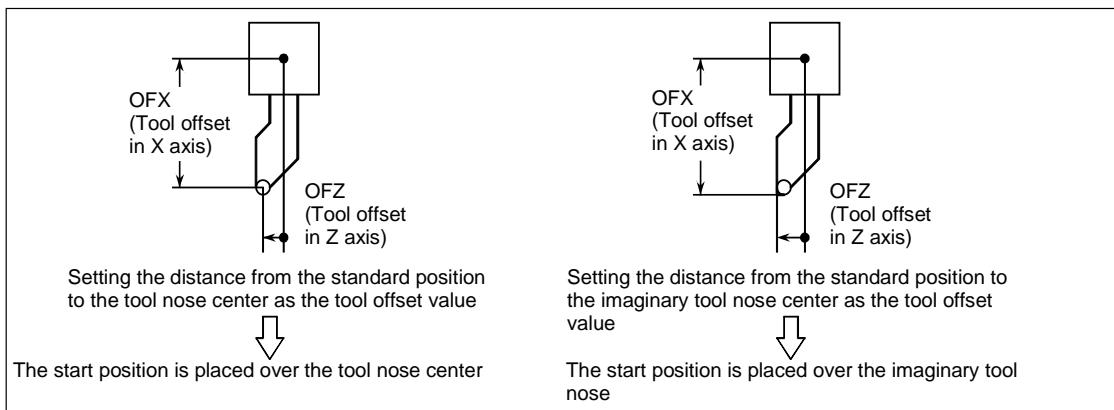 OFX
(Tool offset
in X axis)
OFZ
(Tool offset
in Z axis)
Setting the distance from the standard position
to the tool nose center as the tool offset value
The start position is placed over the tool nose center
OFX
(Tool offset
in X axis)
OFZ
(Tool offset
in Z axis)
Setting the distance from the standard position to
the imaginary tool nose center as the tool offset
value
The start position is placed over the imaginary tool
nose